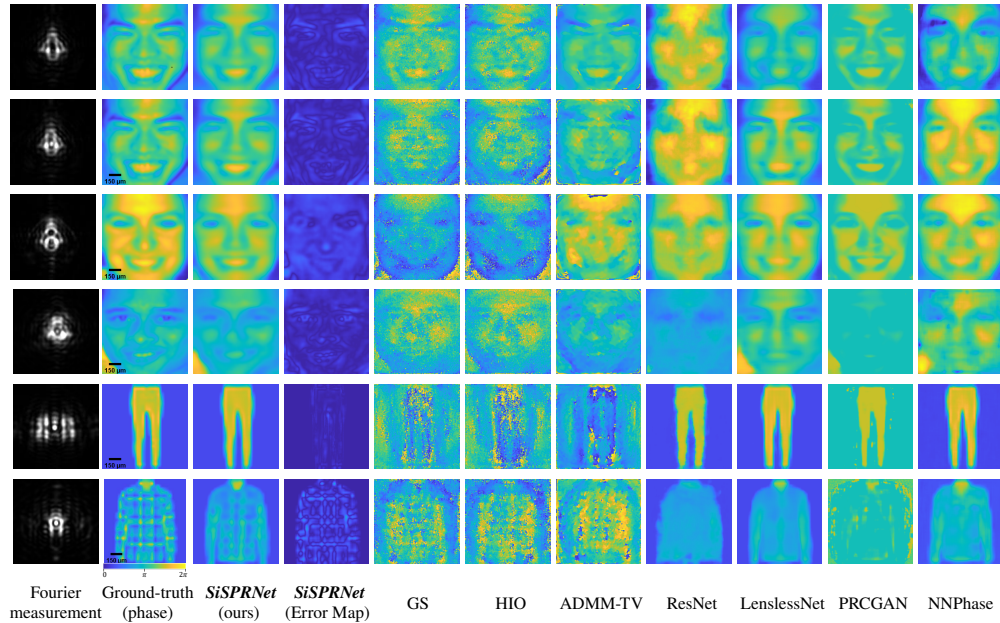 150 μm
150 μm
150 μm
150 μm
150 μm
0 π 2π
Fourier measurement
Ground-truth (phase)
SiSPRNet (ours)
SiSPRNet (Error Map)
GS
HIO
ADMM-TV
ResNet
LenslessNet
PRCGAN
NNPhase